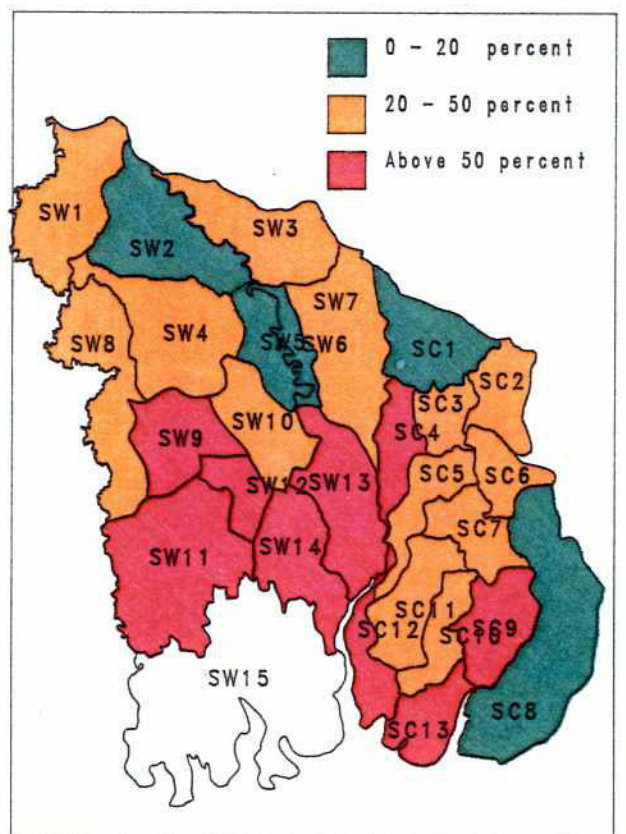 0 - 20 percent
20 - 50 percent
Above 50 percent
SW1
SW2
SW3
SW7
SW8
SW4
SW5
SW6
SC1
SC2
SC3
SW9
SW10
SC4
SW12
SW13
SC5
SC6
SW11
SW14
SC7
SC11
SC12
SC10
SC9
SW15
SC8
SC13